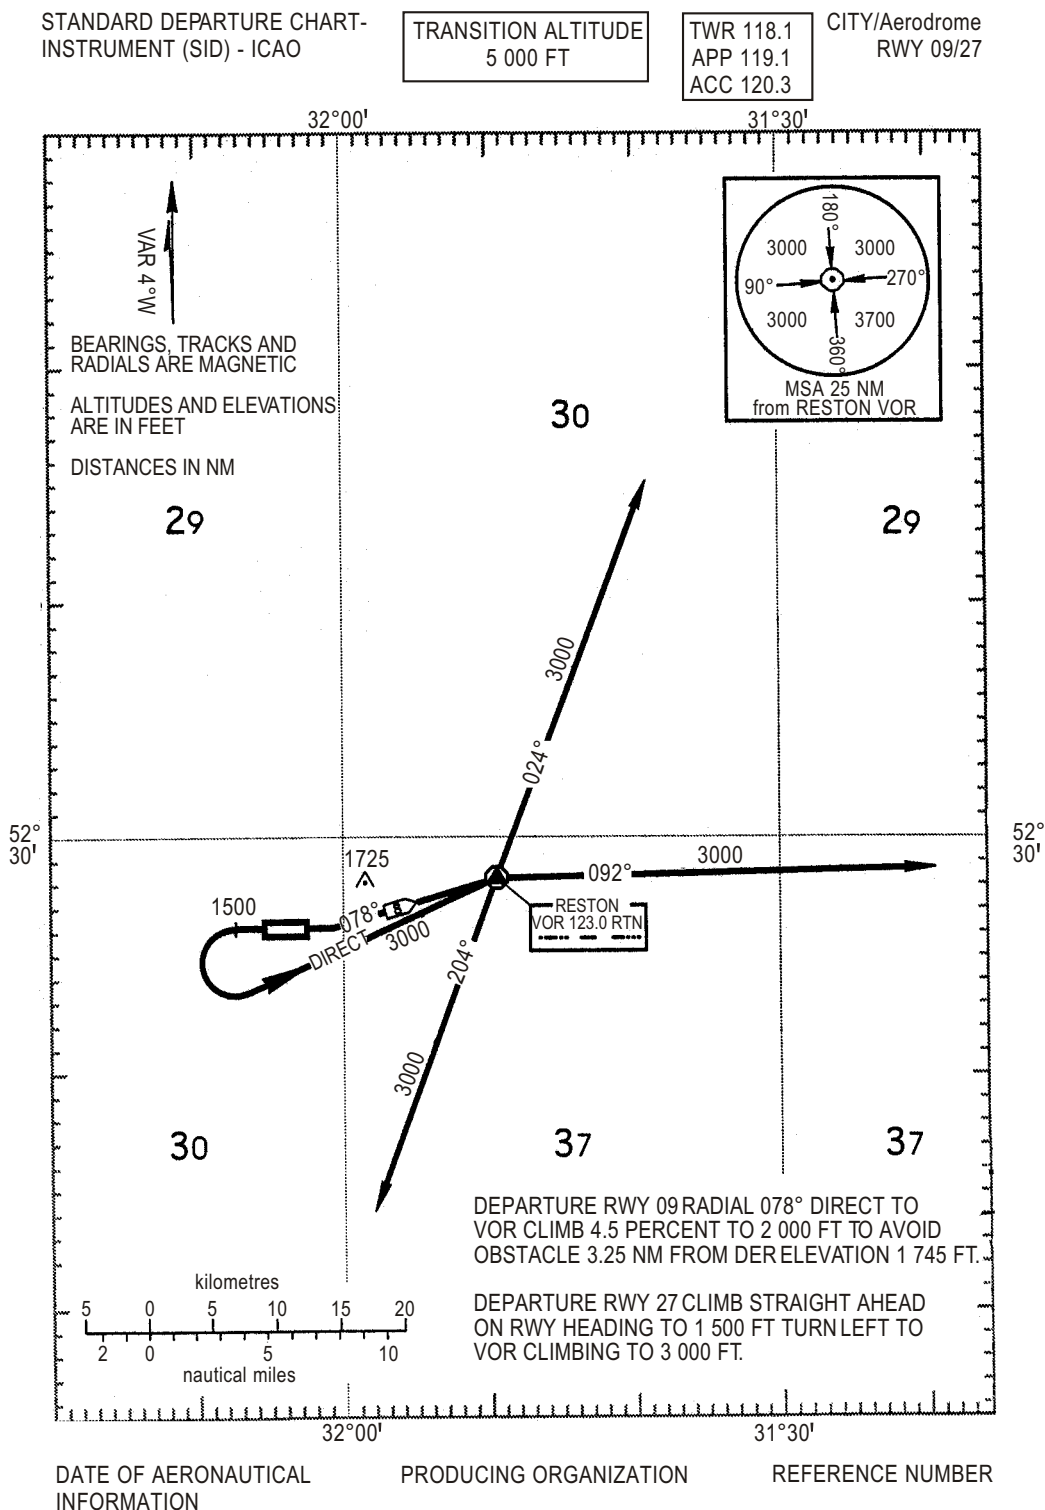 STANDARD DEPARTURE CHART-
INSTRUMENT (SID) - ICAO
TRANSITION ALTITUDE
5 000 FT
TWR 118.1
APP 119.1
ACC 120.3
CITY/Aerodrome
RWY 09/27
32°00'
31°30'
VAR 4°W
BEARINGS, TRACKS AND
RADIALS ARE MAGNETIC
ALTITUDES AND ELEVATIONS
ARE IN FEET
DISTANCES IN NM
180°
3000
3000
90°
270°
3000
3700
360°
MSA 25 NM
from RESTON VOR
30
29
29
3000
024°
52°
30'
52°
30'
1725
3000
092°
1500
078°
DIRECT
3000
RESTON
VOR 123.0 RTN
204°
3000
30
37
37
DEPARTURE RWY 09 RADIAL 078° DIRECT TO
VOR CLIMB 4.5 PERCENT TO 2 000 FT TO AVOID
OBSTACLE 3.25 NM FROM DER ELEVATION 1 745 FT.
DEPARTURE RWY 27 CLIMB STRAIGHT AHEAD
ON RWY HEADING TO 1 500 FT TURN LEFT TO
VOR CLIMBING TO 3 000 FT.
kilometres
5 0 5 10 15 20
2 0 5 10
nautical miles
32°00'
31°30'
DATE OF AERONAUTICAL
INFORMATION
PRODUCING ORGANIZATION
REFERENCE NUMBER